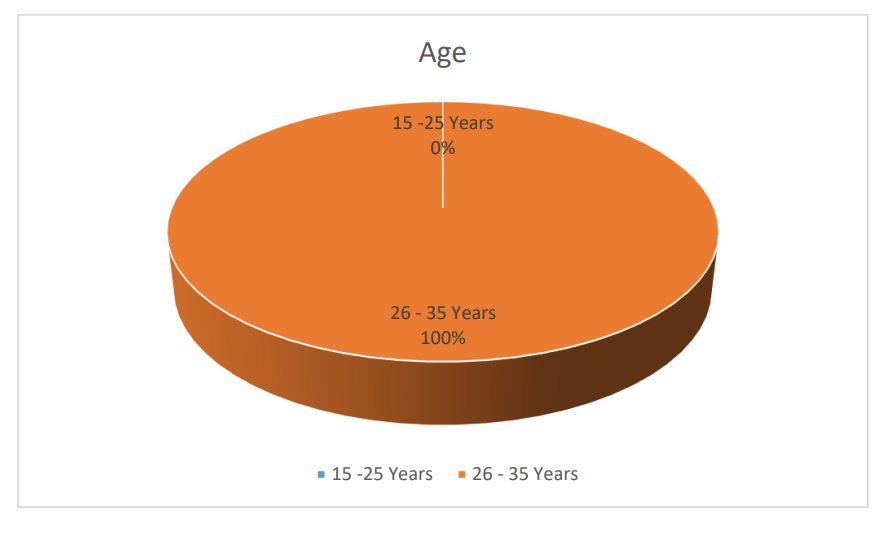 Age
15 -25 Years
0%
26 - 35 Years
100%
15 -25 Years 26 - 35 Years